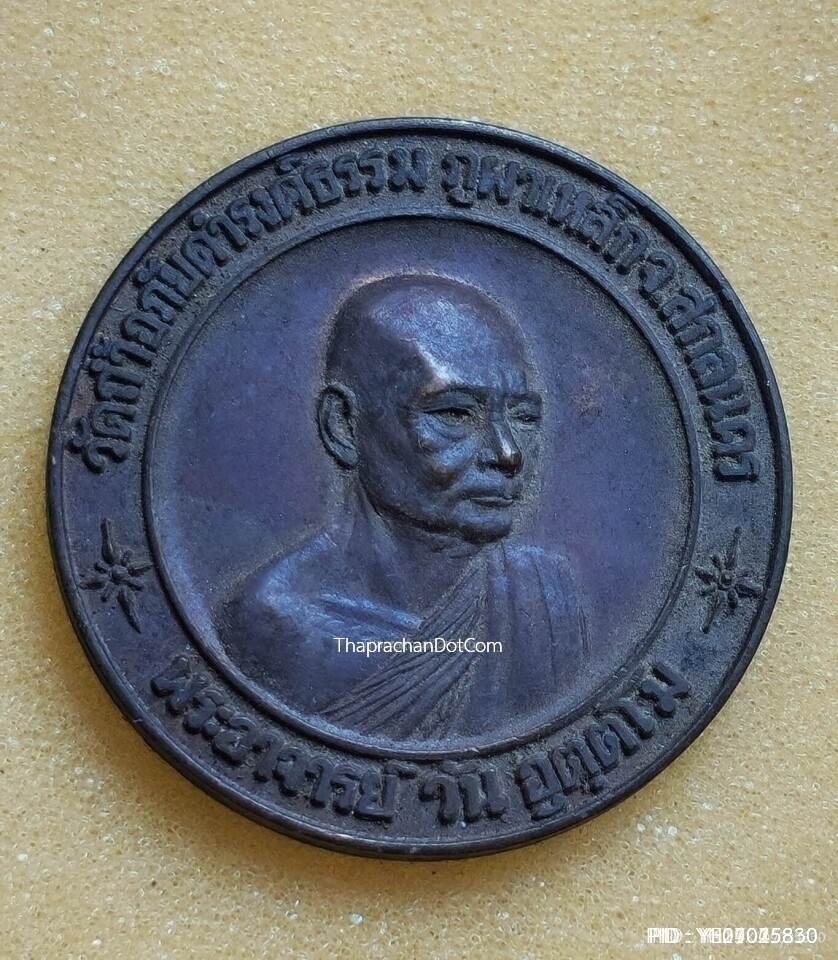 วัดถ้ำอภัยดำรงค์ธรรม ภูผาเหล็ก จ.สกลนคร
พระอาจารย์ วัน อุตฺตโม
ThaprachanDotCom
PID : YE27045830